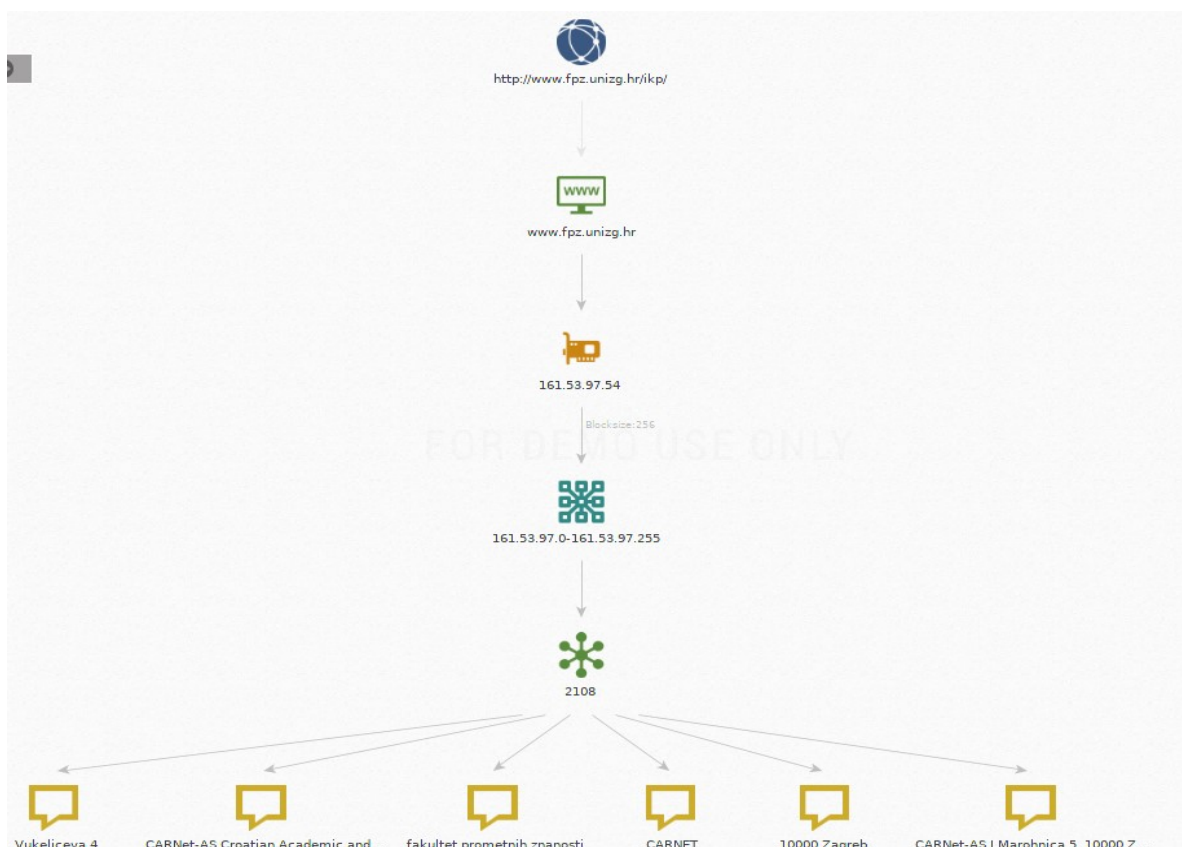 http://www.fpz.unizg.hr/ikp/
www
www.fpz.unizg.hr
161.53.97.54
Blocksize:256
FOR DEMO USE ONLY
161.53.97.0-161.53.97.255
2108
Vukeliceva 4 CARNet-AS Croatian Academic and fakultet prometnih znanosti CARNET 10000 Zagreb CARNet-AS J.Marohnica 5, 10000 Z